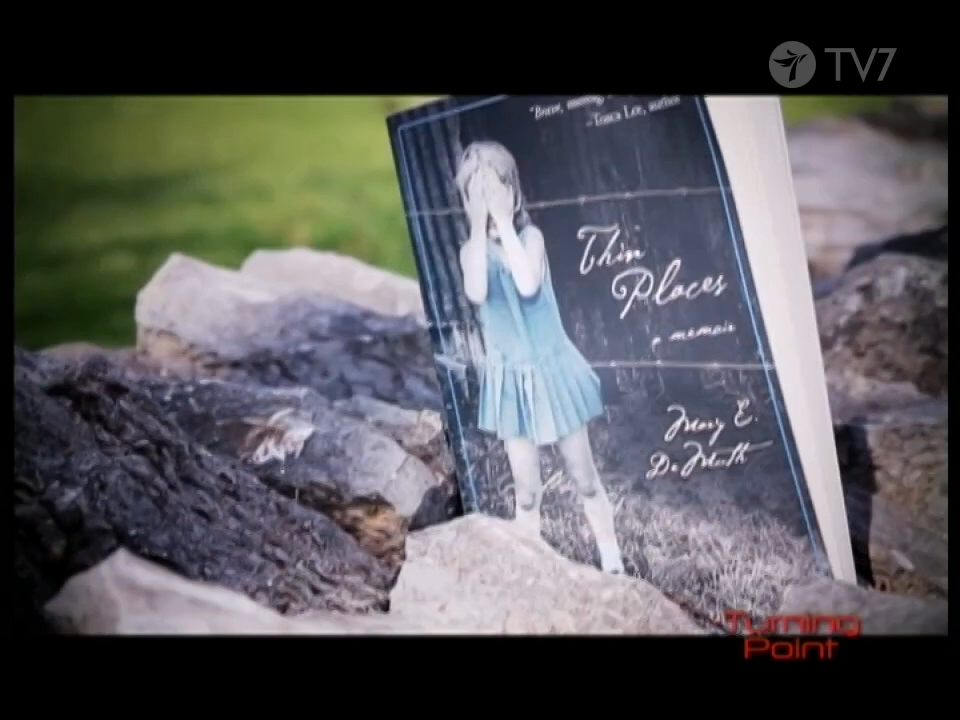 TV7
"Brave,
-Tosca Lee, author
Thin
Places
a memoir
Mary E.
DeMuth
Turning
Point